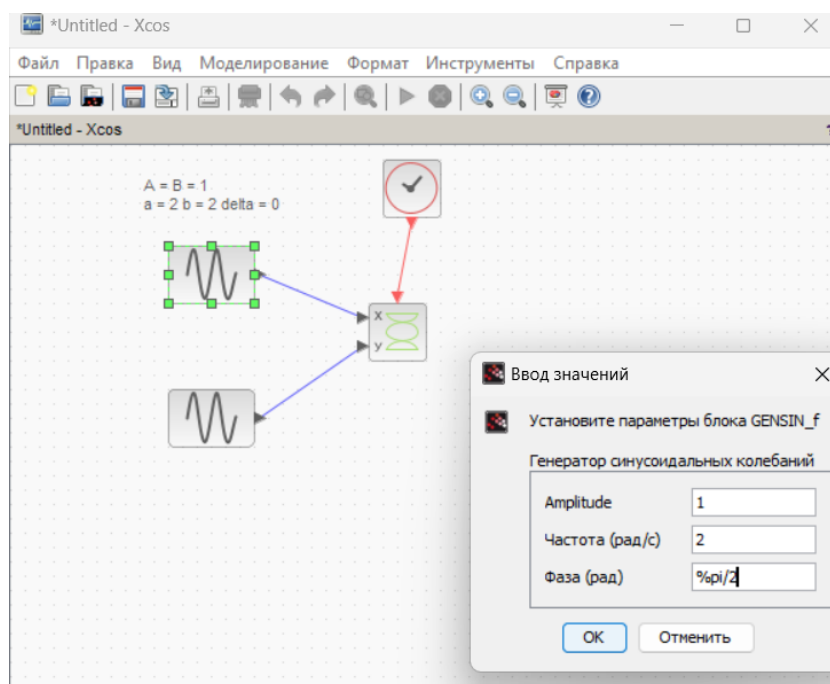 *Untitled - Xcos
Файл Правка Вид Моделирование Формат Инструменты Справка
*Untitled - Xcos
A = B = 1
a = 2 b = 2 delta = 0
x
y
Ввод значений
Установите параметры блока GENSIN_f
Генератор синусоидальных колебаний
Amplitude 1
Частота (рад/с) 2
Фаза (рад) %pi/2
OK Отменить